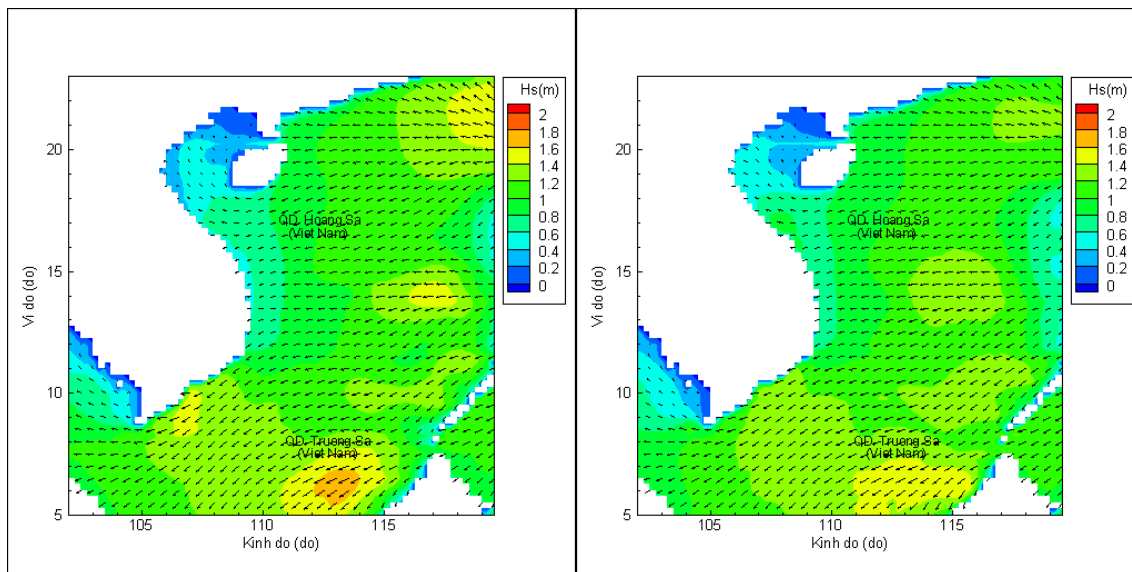 Hs(m)
2
1.8
1.6
1.4
1.2
1
0.8
0.6
0.4
0.2
0
20
15
10
5
Vi do (do)
105
110
115
Kinh do (do)
QD. Hoang Sa
(Viet Nam)
QD. Truong Sa
(Viet Nam)
Hs(m)
2
1.8
1.6
1.4
1.2
1
0.8
0.6
0.4
0.2
0
20
15
10
5
Vi do (do)
105
110
115
Kinh do (do)
QD. Hoang Sa
(Viet Nam)
QD. Truong Sa
(Viet Nam)